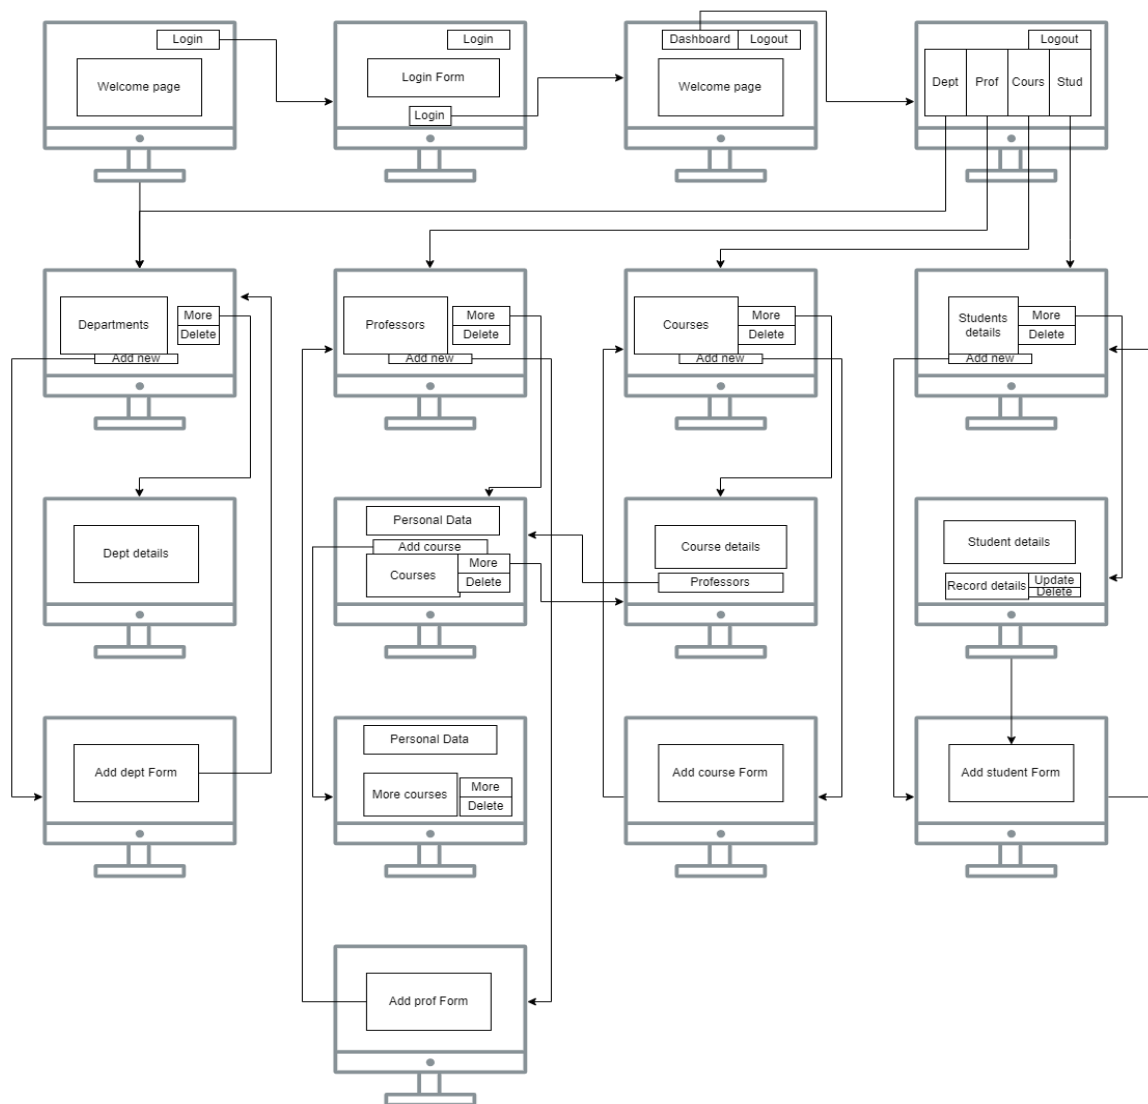 Login
Welcome page
Login
Login Form
Login
Dashboard
Logout
Welcome page
Logout
Dept
Prof
Cours
Stud
Departments
More
Delete
Add new
Professors
More
Delete
Add new
Courses
More
Delete
Add new
Students
details
More
Delete
Add new
Dept details
Personal Data
Add course
Courses
More
Delete
Course details
Professors
Student details
Record details
Update
Delete
Add dept Form
Personal Data
More courses
More
Delete
Add course Form
Add student Form
Add prof Form